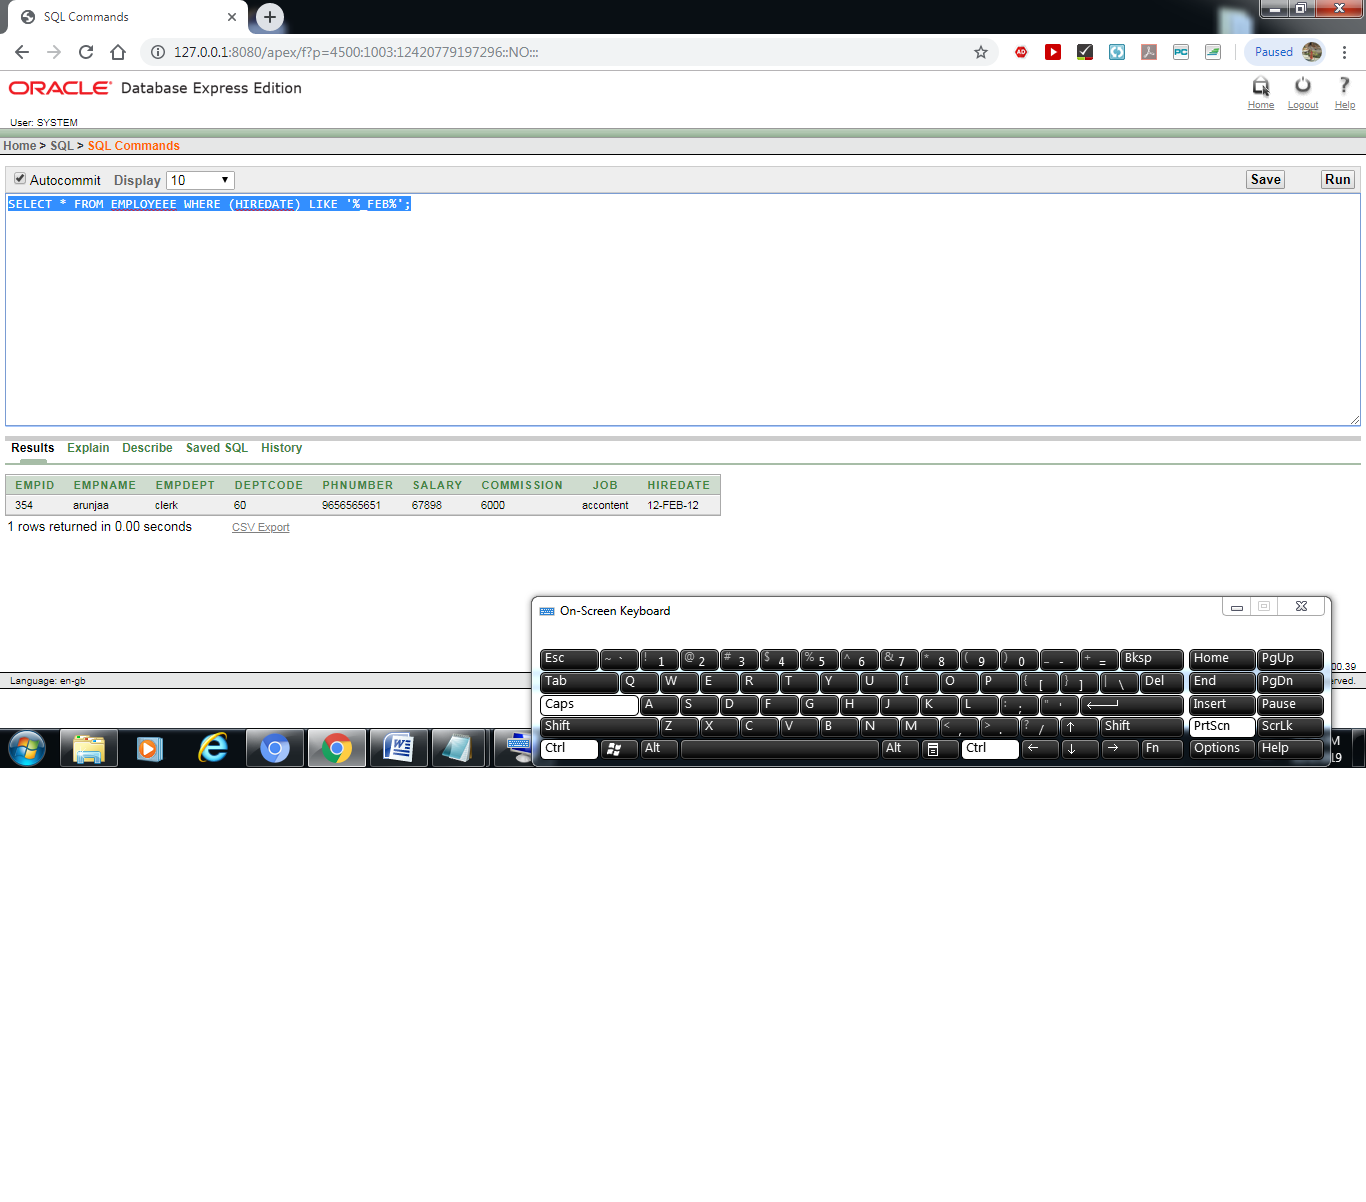 SQL Commands
127.0.0.1:8080/apex/f?p=4500:1003:12420779197296::NO:::
Paused
ORACLE Database Express Edition
Home Logout Help
User: SYSTEM
Home > SQL > SQL Commands
Autocommit Display 10 Save Run
SELECT * FROM EMPLOYEEE WHERE (HIREDATE) LIKE '%_FEB%';
Results Explain Describe Saved SQL History
EMPID EMPNAME EMPDEPT DEPTCODE PHNUMBER SALARY COMMISSION JOB HIREDATE
354 arunjaa clerk 60 9656565651 67898 6000 accontent 12-FEB-12
1 rows returned in 0.00 seconds CSV Export
On-Screen Keyboard
Esc ~ ` ! 1 @ 2 # 3 $ 4 % 5 ^ 6 & 7 * 8 ( 9 ) 0 _ - + = Bksp Home PgUp
00.39
Tab Q W E R T Y U I O P { [ } ] | \ Del End PgDn
Language: en-gb
rved.
Caps A S D F G H J K L : ; " ' Insert Pause
Shift Z X C V B N M < , > . ? / ↑ Shift PrtScn ScrLk
Ctrl Alt Alt Ctrl ← ↓ → Fn Options Help
M
19